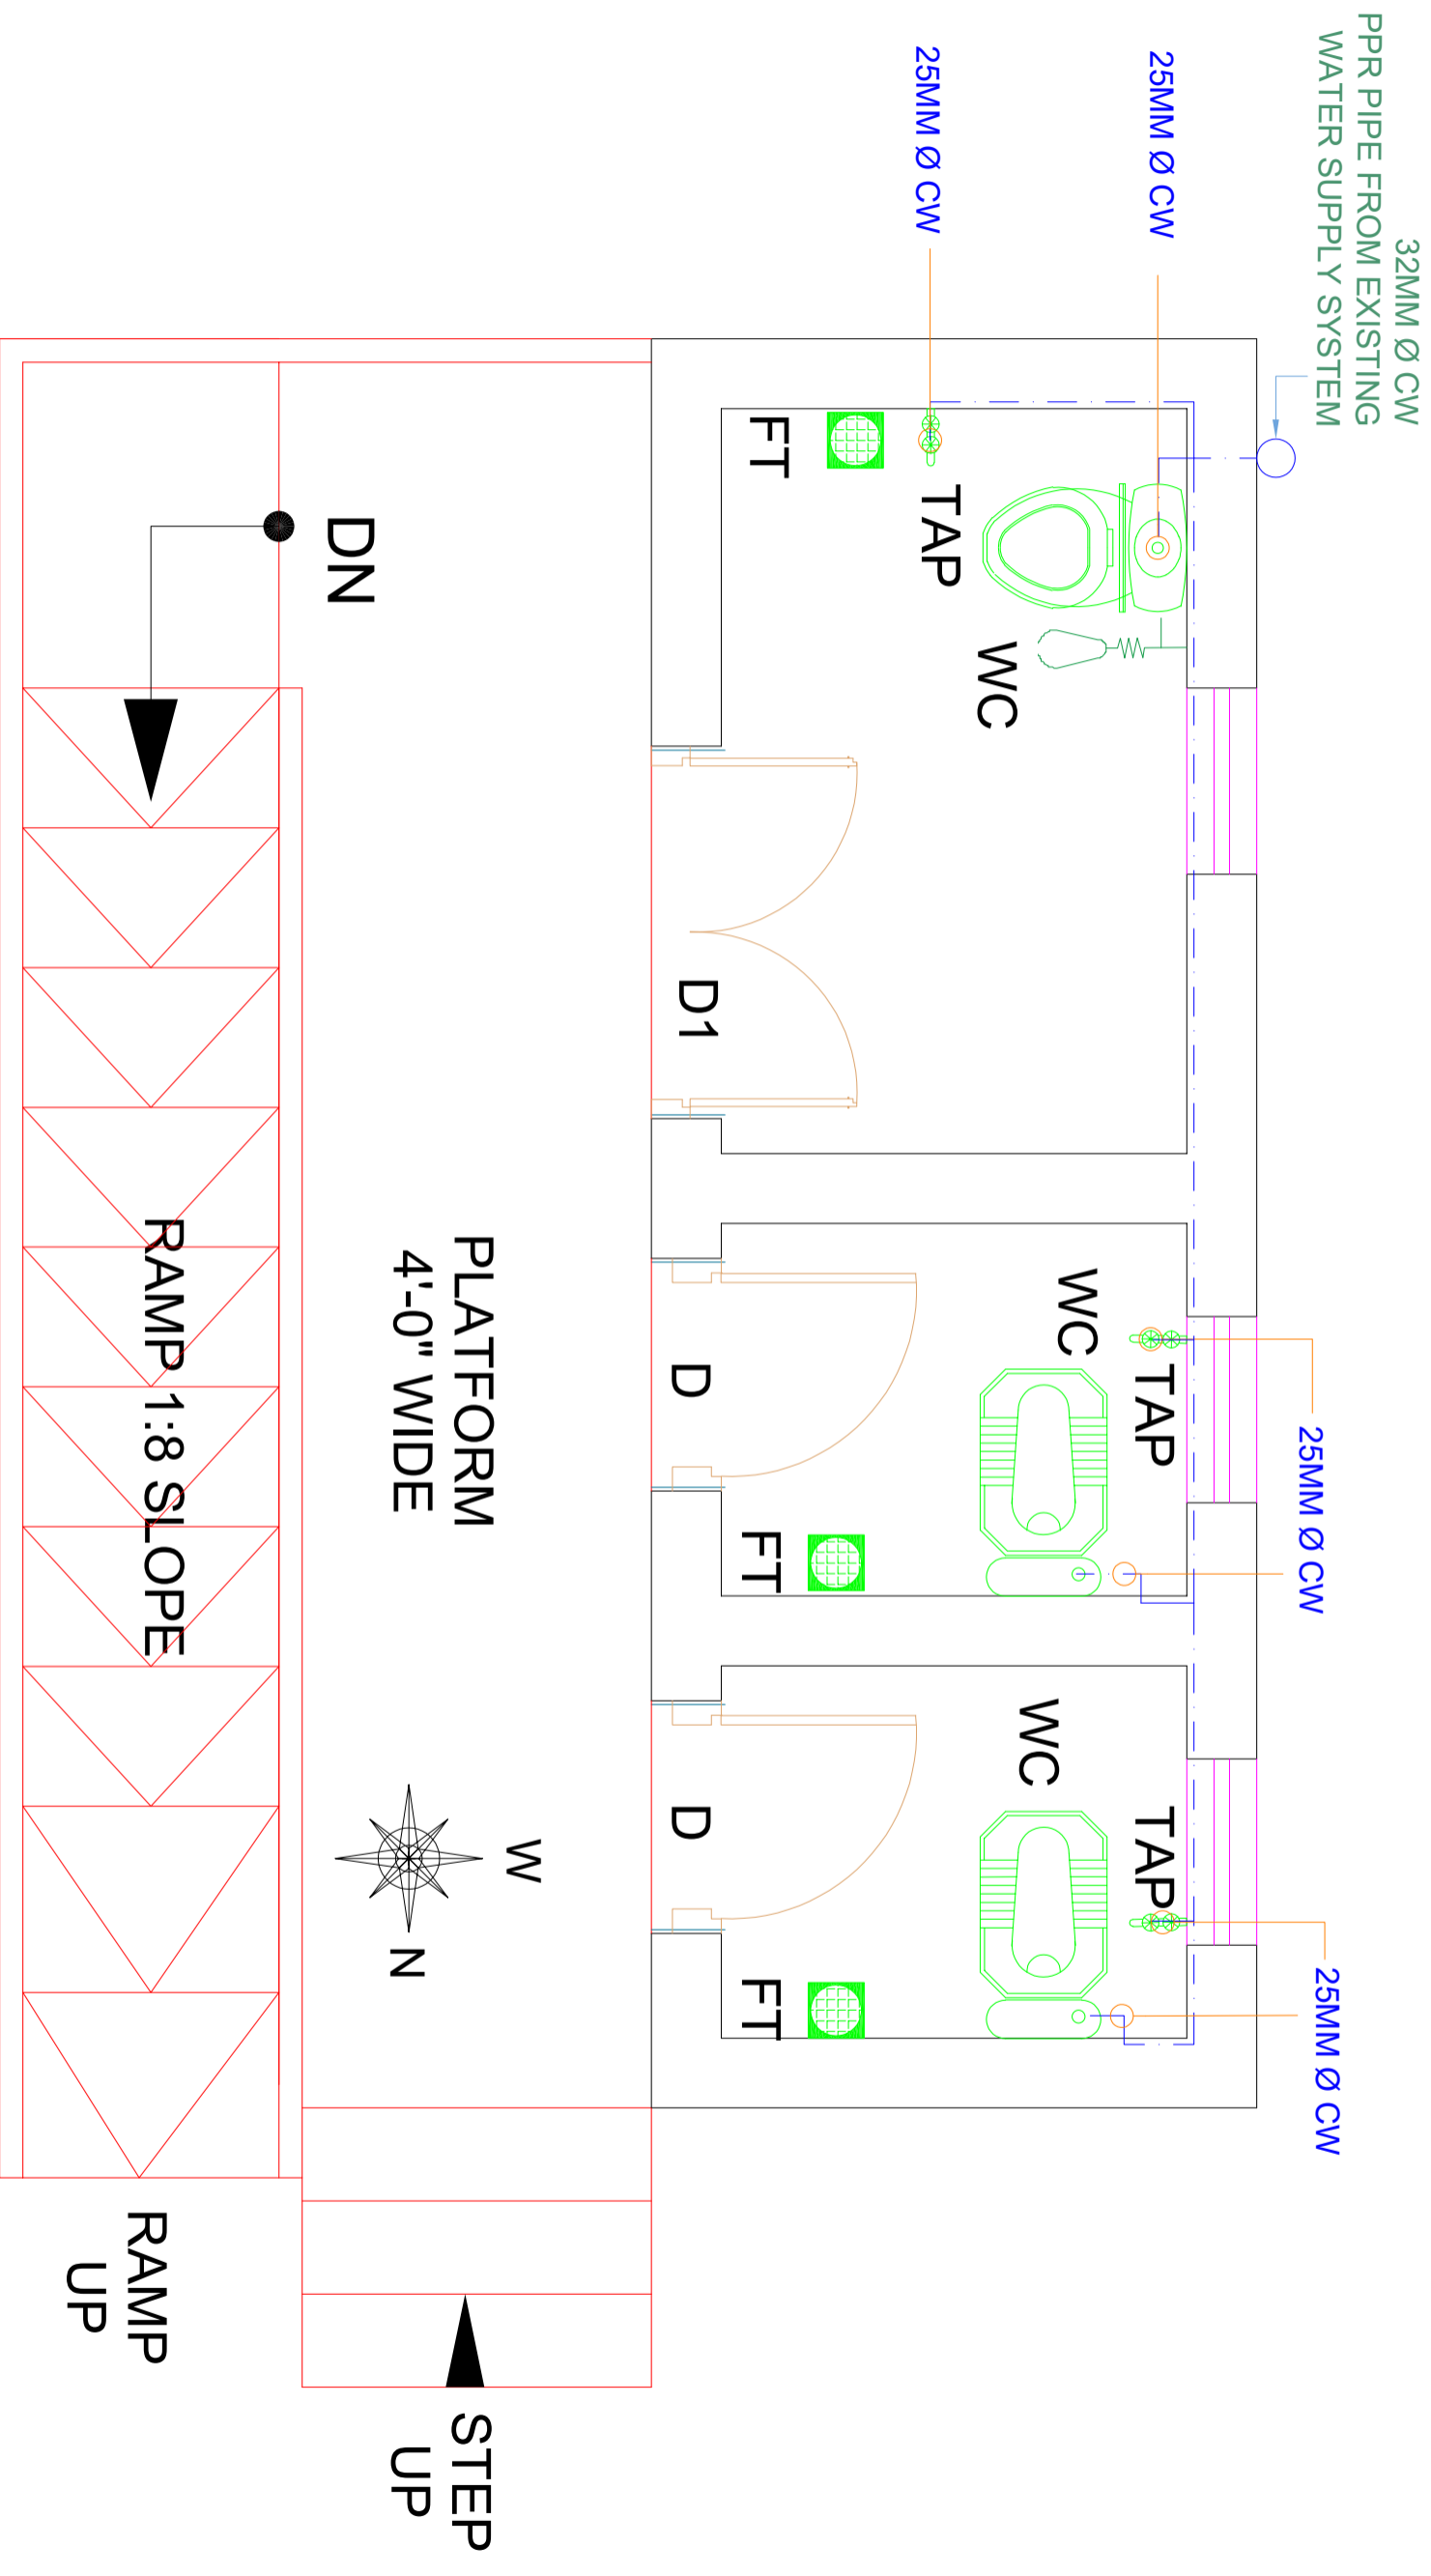 32MM Ø CW
PPR PIPE FROM EXISTING
WATER SUPPLY SYSTEM
25MM Ø CW
25MM Ø CW
25MM Ø CW
25MM Ø CW
TAP
TAP
TAP
WC
WC
WC
FT
FT
FT
D1
D
D
W
N
PLATFORM
4'-0" WIDE
DN
STEP
UP
RAMP 1:8 SLOPE
RAMP
UP